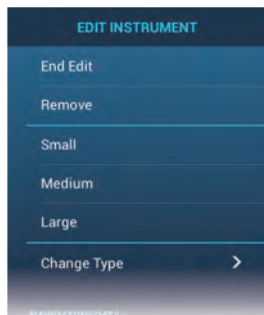 EDIT INSTRUMENT
End Edit
Remove
Small
Medium
Large
Change Type